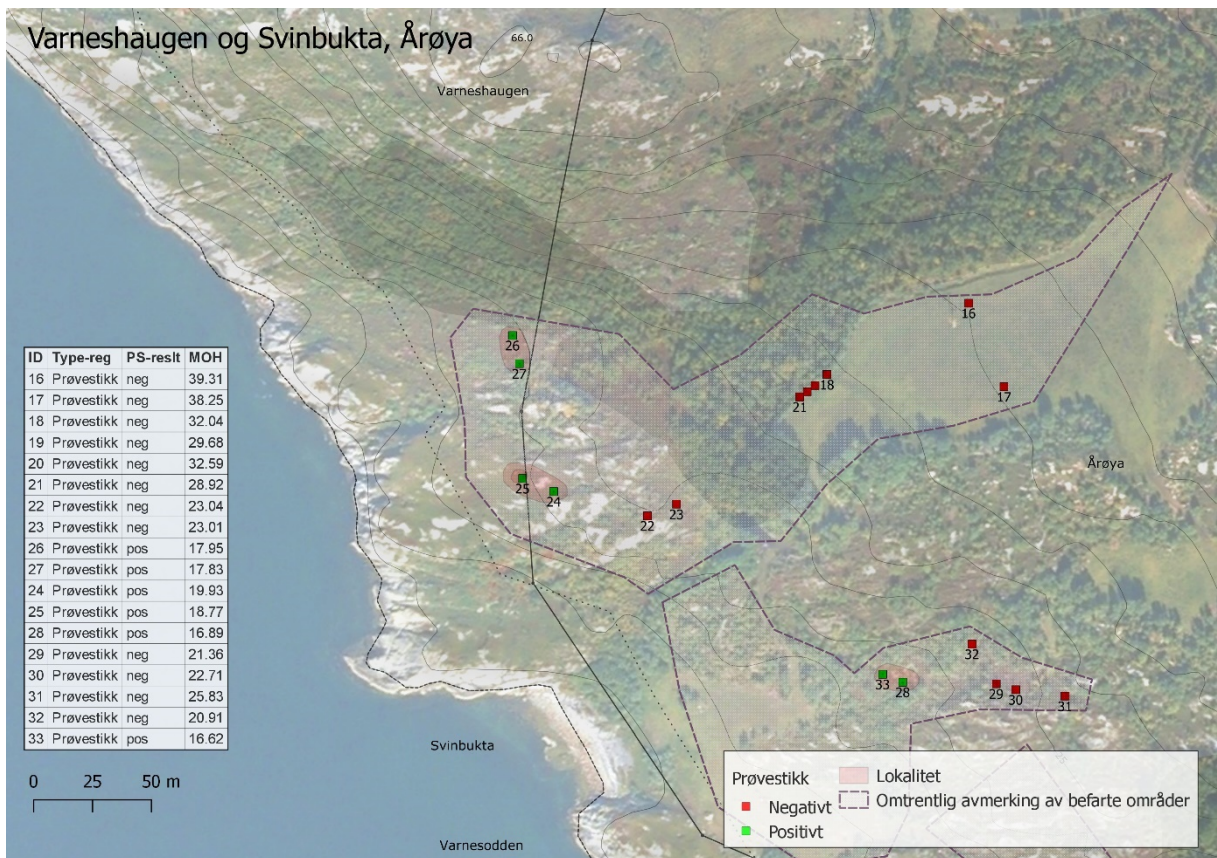 Varneshaugen og Svinbukta, Årøya
66.0
Varneshaugen
26
27
16
18
21
17
Årøya
25
24
22
23
ID Type-reg PS-reslt MOH
16 Prøvestikk neg 39.31
17 Prøvestikk neg 38.25
18 Prøvestikk neg 32.04
19 Prøvestikk neg 29.68
20 Prøvestikk neg 32.59
21 Prøvestikk neg 28.92
22 Prøvestikk neg 23.04
23 Prøvestikk neg 23.01
26 Prøvestikk pos 17.95
27 Prøvestikk pos 17.83
24 Prøvestikk pos 19.93
25 Prøvestikk pos 18.77
28 Prøvestikk pos 16.89
29 Prøvestikk neg 21.36
30 Prøvestikk neg 22.71
31 Prøvestikk neg 25.83
32 Prøvestikk neg 20.91
33 Prøvestikk pos 16.62
32
33
28
29
30
31
Svinbukta
0 25 50 m
Varnesodden
Prøvestikk
Negativt
Positivt
Lokalitet
Omtrentlig avmerking av befarte områder